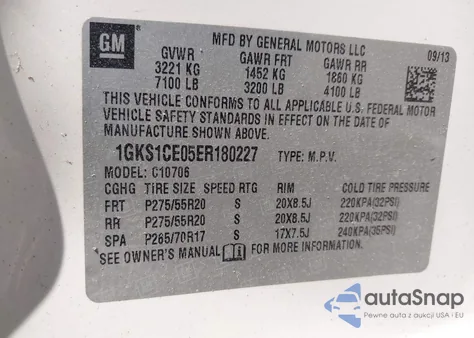 GM
MFD BY GENERAL MOTORS LLC 09/13
GVWR GAWR FRT GAWR RR
3221 KG 1452 KG 1860 KG
7100 LB 3200 LB 4100 LB
THIS VEHICLE CONFORMS TO ALL APPLICABLE U.S. FEDERAL MOTOR
VEHICLE SAFETY STANDARDS IN EFFECT ON THE DATE OF
MANUFACTURE SHOWN ABOVE.
1GKS1CE05ER180227 TYPE: M.P.V.
MODEL: C10706
CGHG TIRE SIZE SPEED RTG RIM COLD TIRE PRESSURE
FRT P275/55R20 S 20X8.5J 220KPA(32PSI)
RR P275/55R20 S 20X8.5J 220KPA(32PSI)
SPA P265/70R17 S 17X7.5J 240KPA(35PSI)
SEE OWNER'S MANUAL FOR MORE INFORMATION.
autoSnap
Pewne auta z aukcji USA i EU